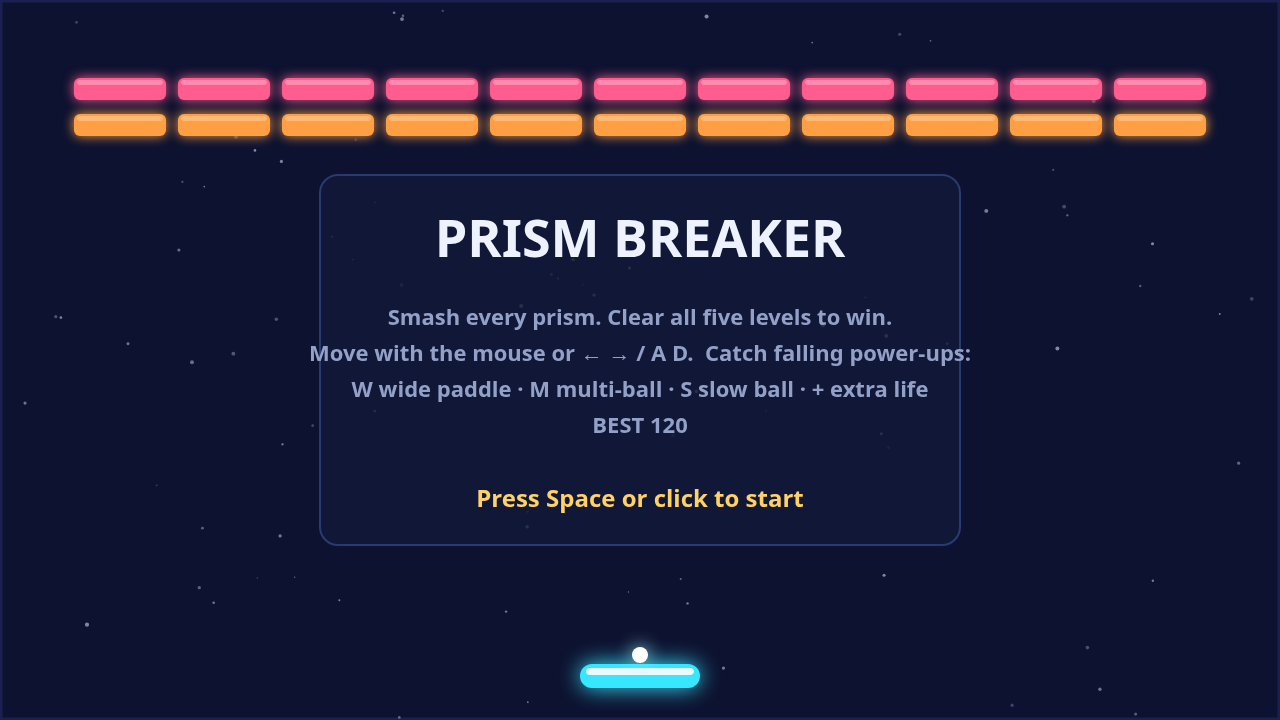 PRISM BREAKER
Smash every prism. Clear all five levels to win.
Move with the mouse or ← → / A D.  Catch falling power-ups:
W wide paddle · M multi-ball · S slow ball · + extra life
BEST 120
Press Space or click to start